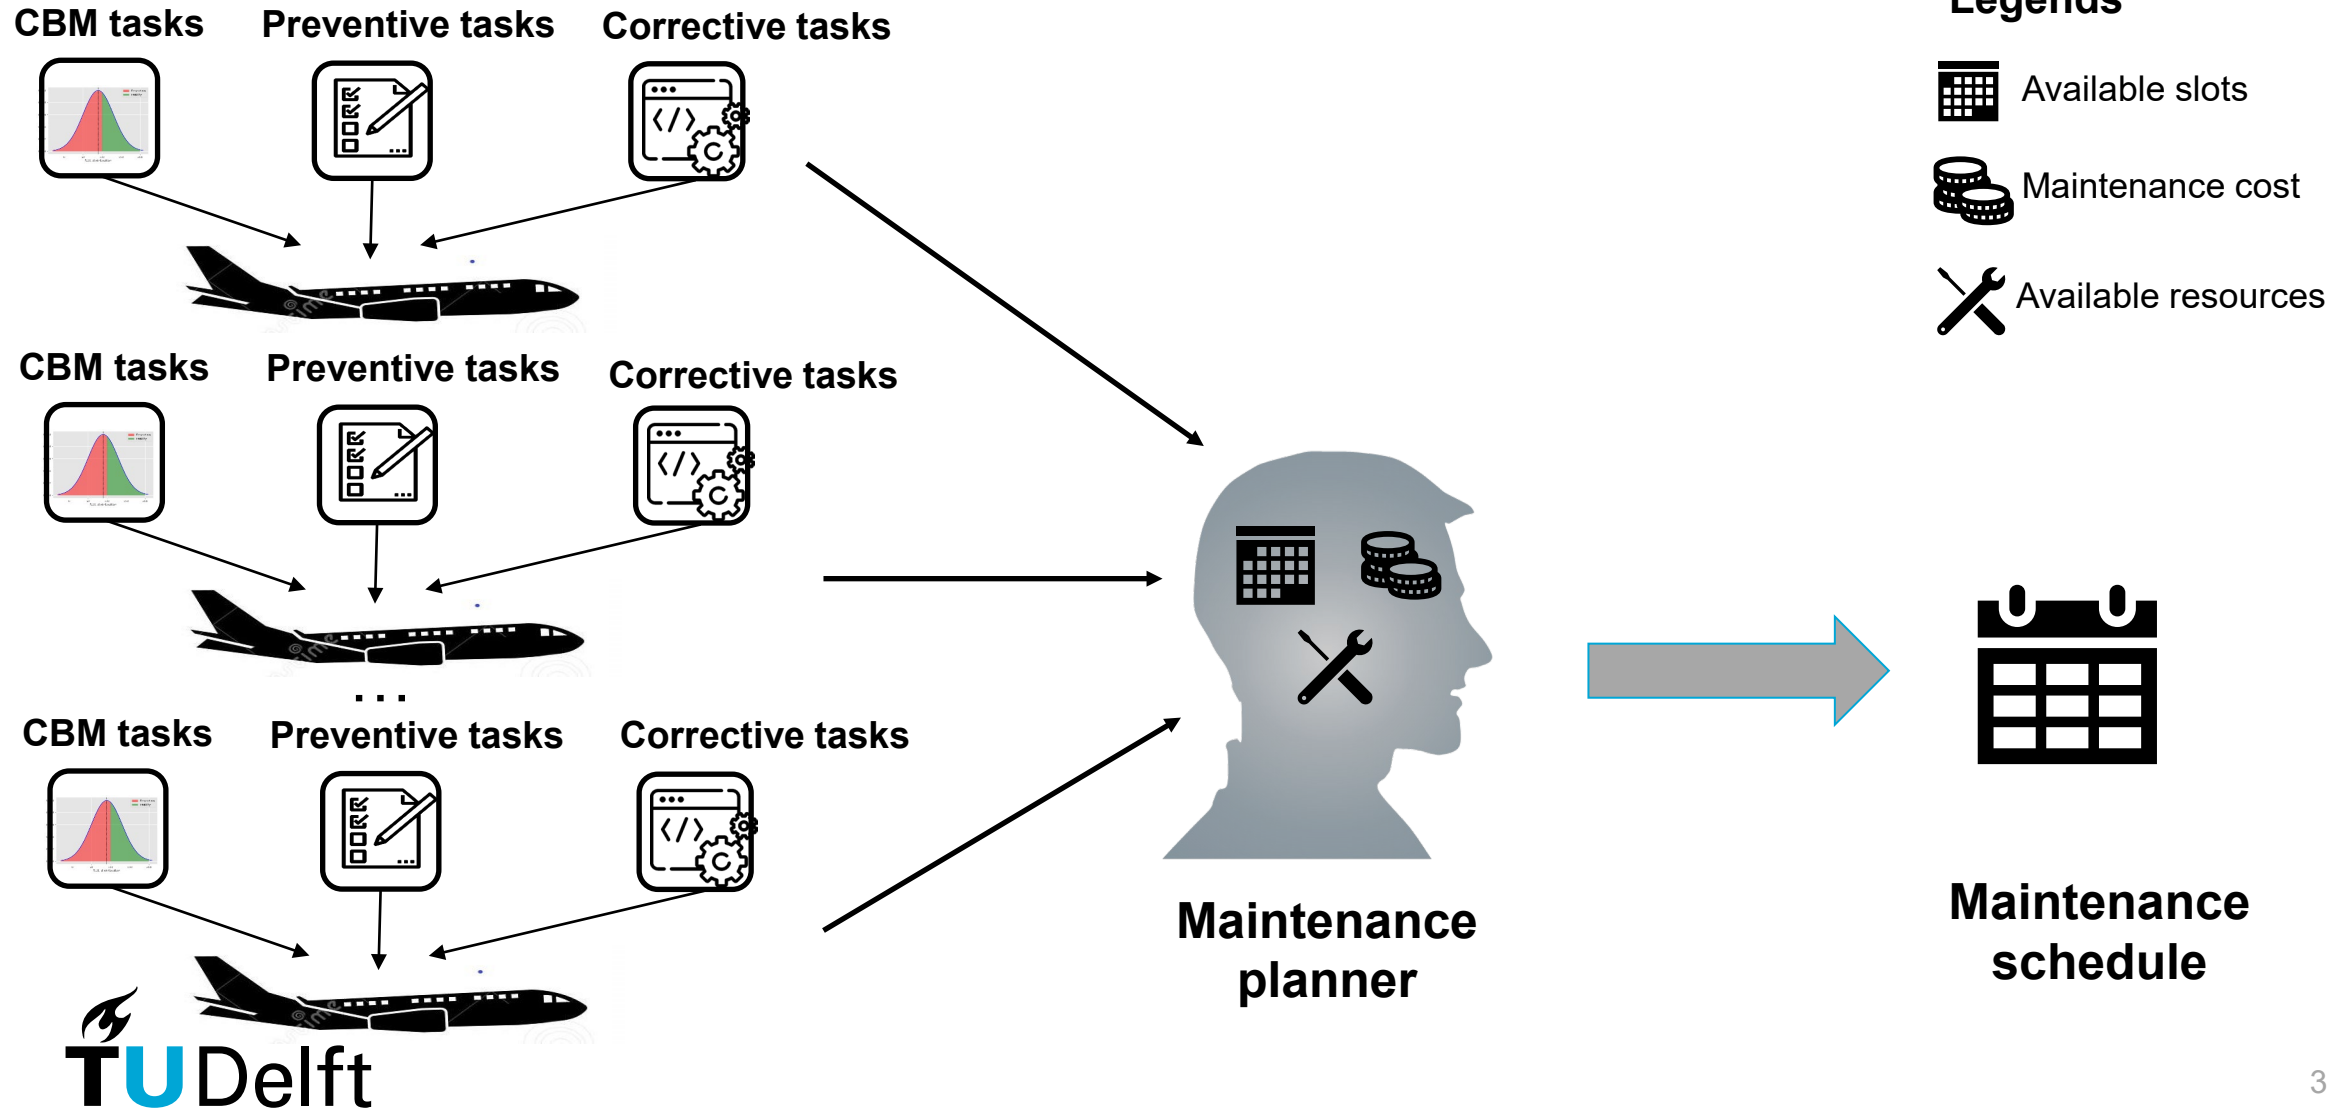 CBM tasks
Preventive tasks
Corrective tasks
Legends
Available slots
Maintenance cost
Available resources
CBM tasks
Preventive tasks
Corrective tasks
...
CBM tasks
Preventive tasks
Corrective tasks
Maintenance
planner
Maintenance
schedule
TUDelft
3